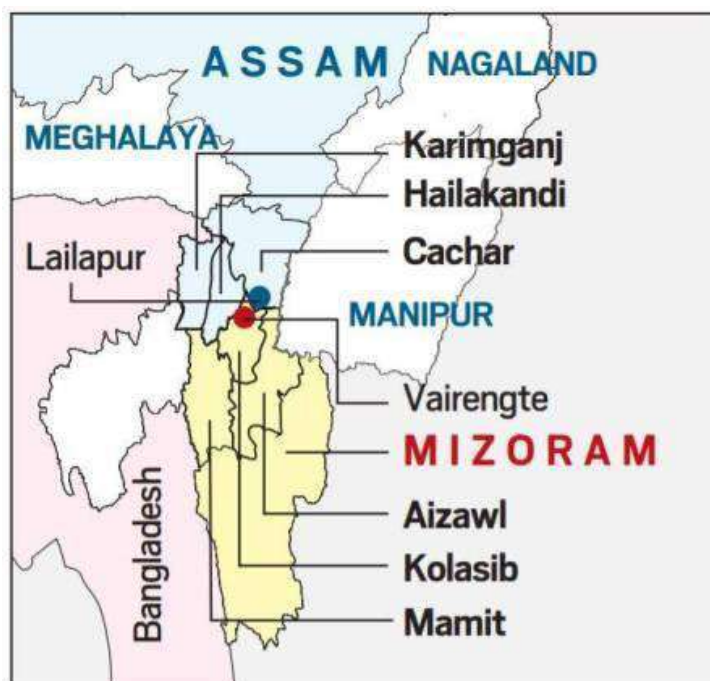 ASSAM
NAGALAND
MEGHALAYA
Karimganj
Hailakandi
Lailapur
Cachar
MANIPUR
Vairengte
MIZORAM
Aizawl
Bangladesh
Kolasib
Mamit